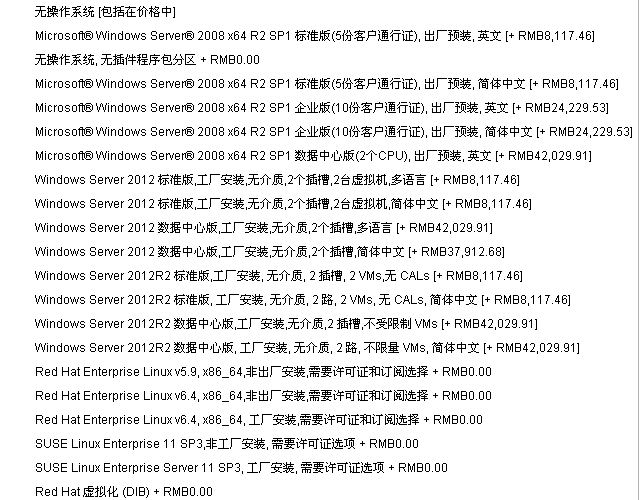 无操作系统 [包括在价格中]
Microsoft® Windows Server® 2008 x64 R2 SP1 标准版(5份客户通行证), 出厂预装, 英文 [+ RMB8,117.46]
无操作系统, 无插件程序包分区 + RMB0.00
Microsoft® Windows Server® 2008 x64 R2 SP1 标准版(5份客户通行证), 出厂预装, 简体中文 [+ RMB8,117.46]
Microsoft® Windows Server® 2008 x64 R2 SP1 企业版(10份客户通行证), 出厂预装, 英文 [+ RMB24,229.53]
Microsoft® Windows Server® 2008 x64 R2 SP1 企业版(10份客户通行证), 出厂预装, 简体中文 [+ RMB24,229.53]
Microsoft® Windows Server® 2008 x64 R2 SP1 数据中心版(2个CPU), 出厂预装, 英文 [+ RMB42,029.91]
Windows Server 2012 标准版,工厂安装,无介质,2个插槽,2台虚拟机,多语言 [+ RMB8,117.46]
Windows Server 2012 标准版,工厂安装,无介质,2个插槽,2台虚拟机,简体中文 [+ RMB8,117.46]
Windows Server 2012 数据中心版,工厂安装,无介质,2个插槽,多语言 [+ RMB42,029.91]
Windows Server 2012 数据中心版,工厂安装,无介质,2个插槽,简体中文 [+ RMB37,912.68]
Windows Server 2012R2 标准版,工厂安装, 无介质, 2 插槽, 2 VMs,无 CALs [+ RMB8,117.46]
Windows Server 2012R2 标准版, 工厂安装, 无介质, 2 路, 2 VMs, 无 CALs, 简体中文 [+ RMB8,117.46]
Windows Server 2012R2 数据中心版,工厂安装,无介质,2 插槽,不受限制 VMs [+ RMB42,029.91]
Windows Server 2012R2 数据中心版, 工厂安装, 无介质, 2 路, 不限量 VMs, 简体中文 [+ RMB42,029.91]
Red Hat Enterprise Linux v5.9, x86_64,非出厂安装,需要许可证和订阅选择 + RMB0.00
Red Hat Enterprise Linux v6.4, x86_64,非出厂安装,需要许可证和订阅选择 + RMB0.00
Red Hat Enterprise Linux v6.4, x86_64, 工厂安装,需要许可证和订阅选择 + RMB0.00
SUSE Linux Enterprise 11 SP3,非工厂安装, 需要许可证选项 + RMB0.00
SUSE Linux Enterprise Server 11 SP3, 工厂安装, 需要许可证选项 + RMB0.00
Red Hat 虚拟化 (DIB) + RMB0.00